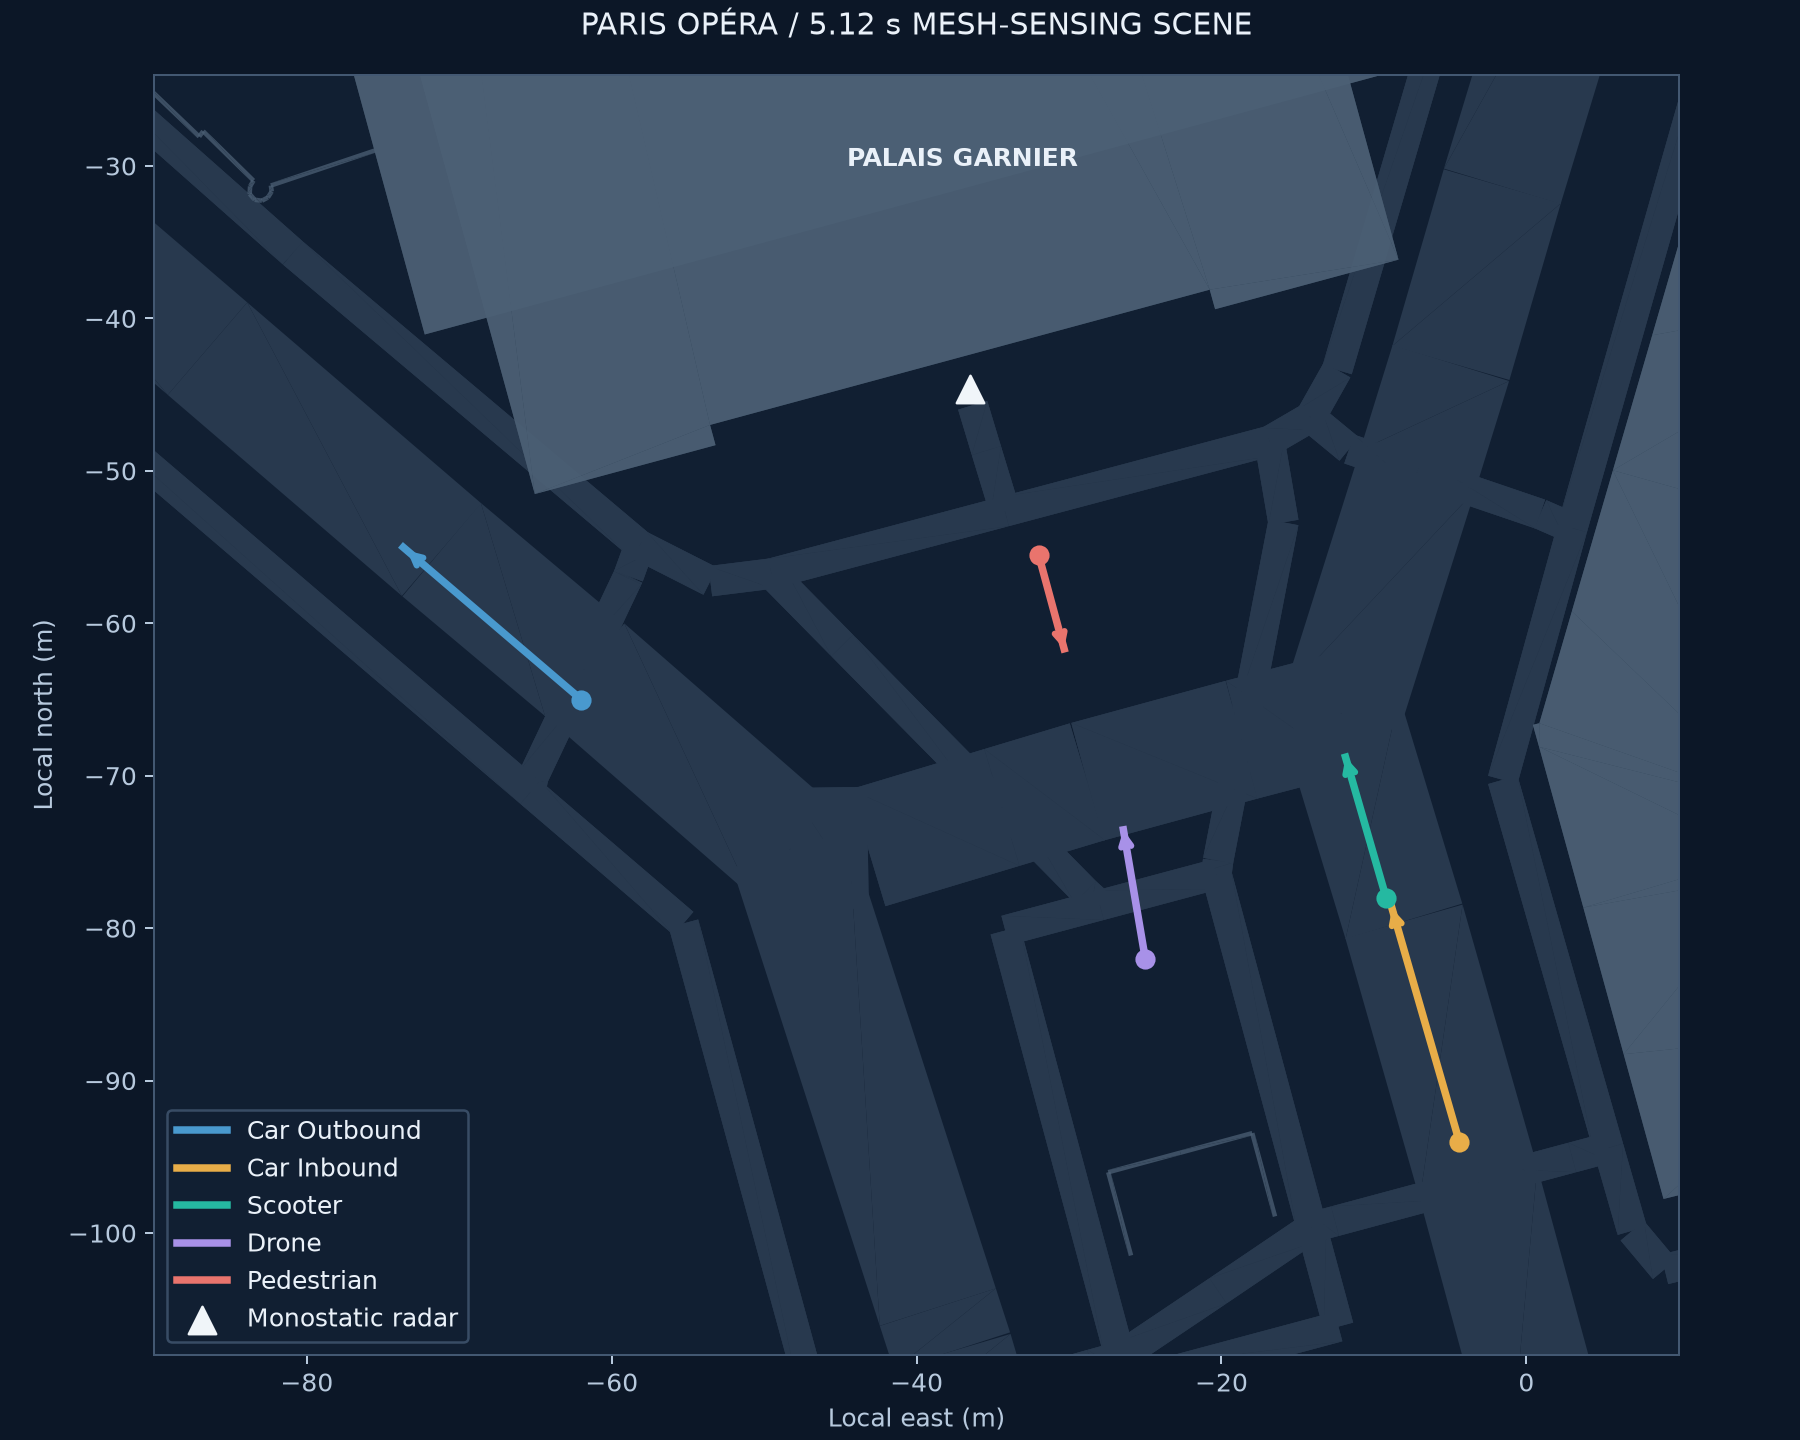 PARIS OPÉRA / 5.12 s MESH-SENSING SCENE
PALAIS GARNIER
−30
−40
−50
−60
−70
−80
−90
−100
Local north (m)
Car Outbound
Car Inbound
Scooter
Drone
Pedestrian
Monostatic radar
−80 −60 −40 −20 0
Local east (m)